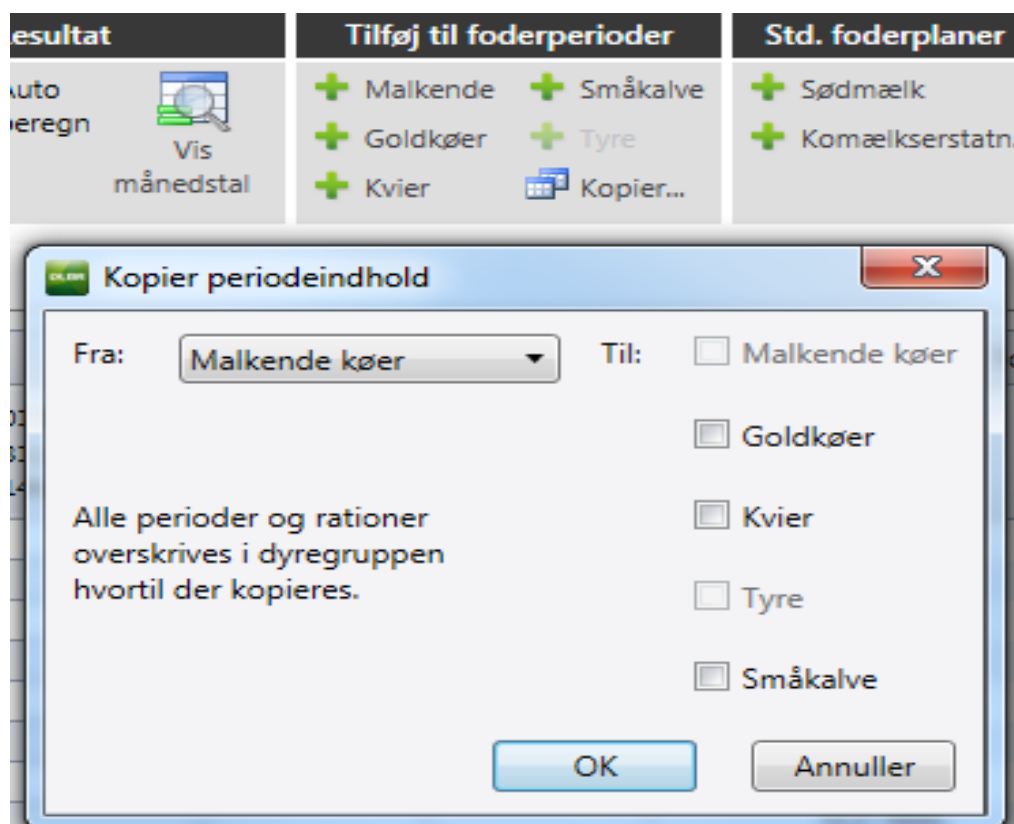 esultat
Tilføj til foderperioder
Std. foderplaner
Auto
beregn
Vis
månedstal
Malkende
Småkalve
Sødmælk
Goldkøer
Tyre
Komælkserstatn.
Kvier
Kopier...
DLBR
Kopier periodeindhold
Fra:
Malkende køer
Til:
Malkende køer
Goldkøer
Kvier
Tyre
Småkalve
Alle perioder og rationer
overskrives i dyregruppen
hvortil der kopieres.
OK
Annuller